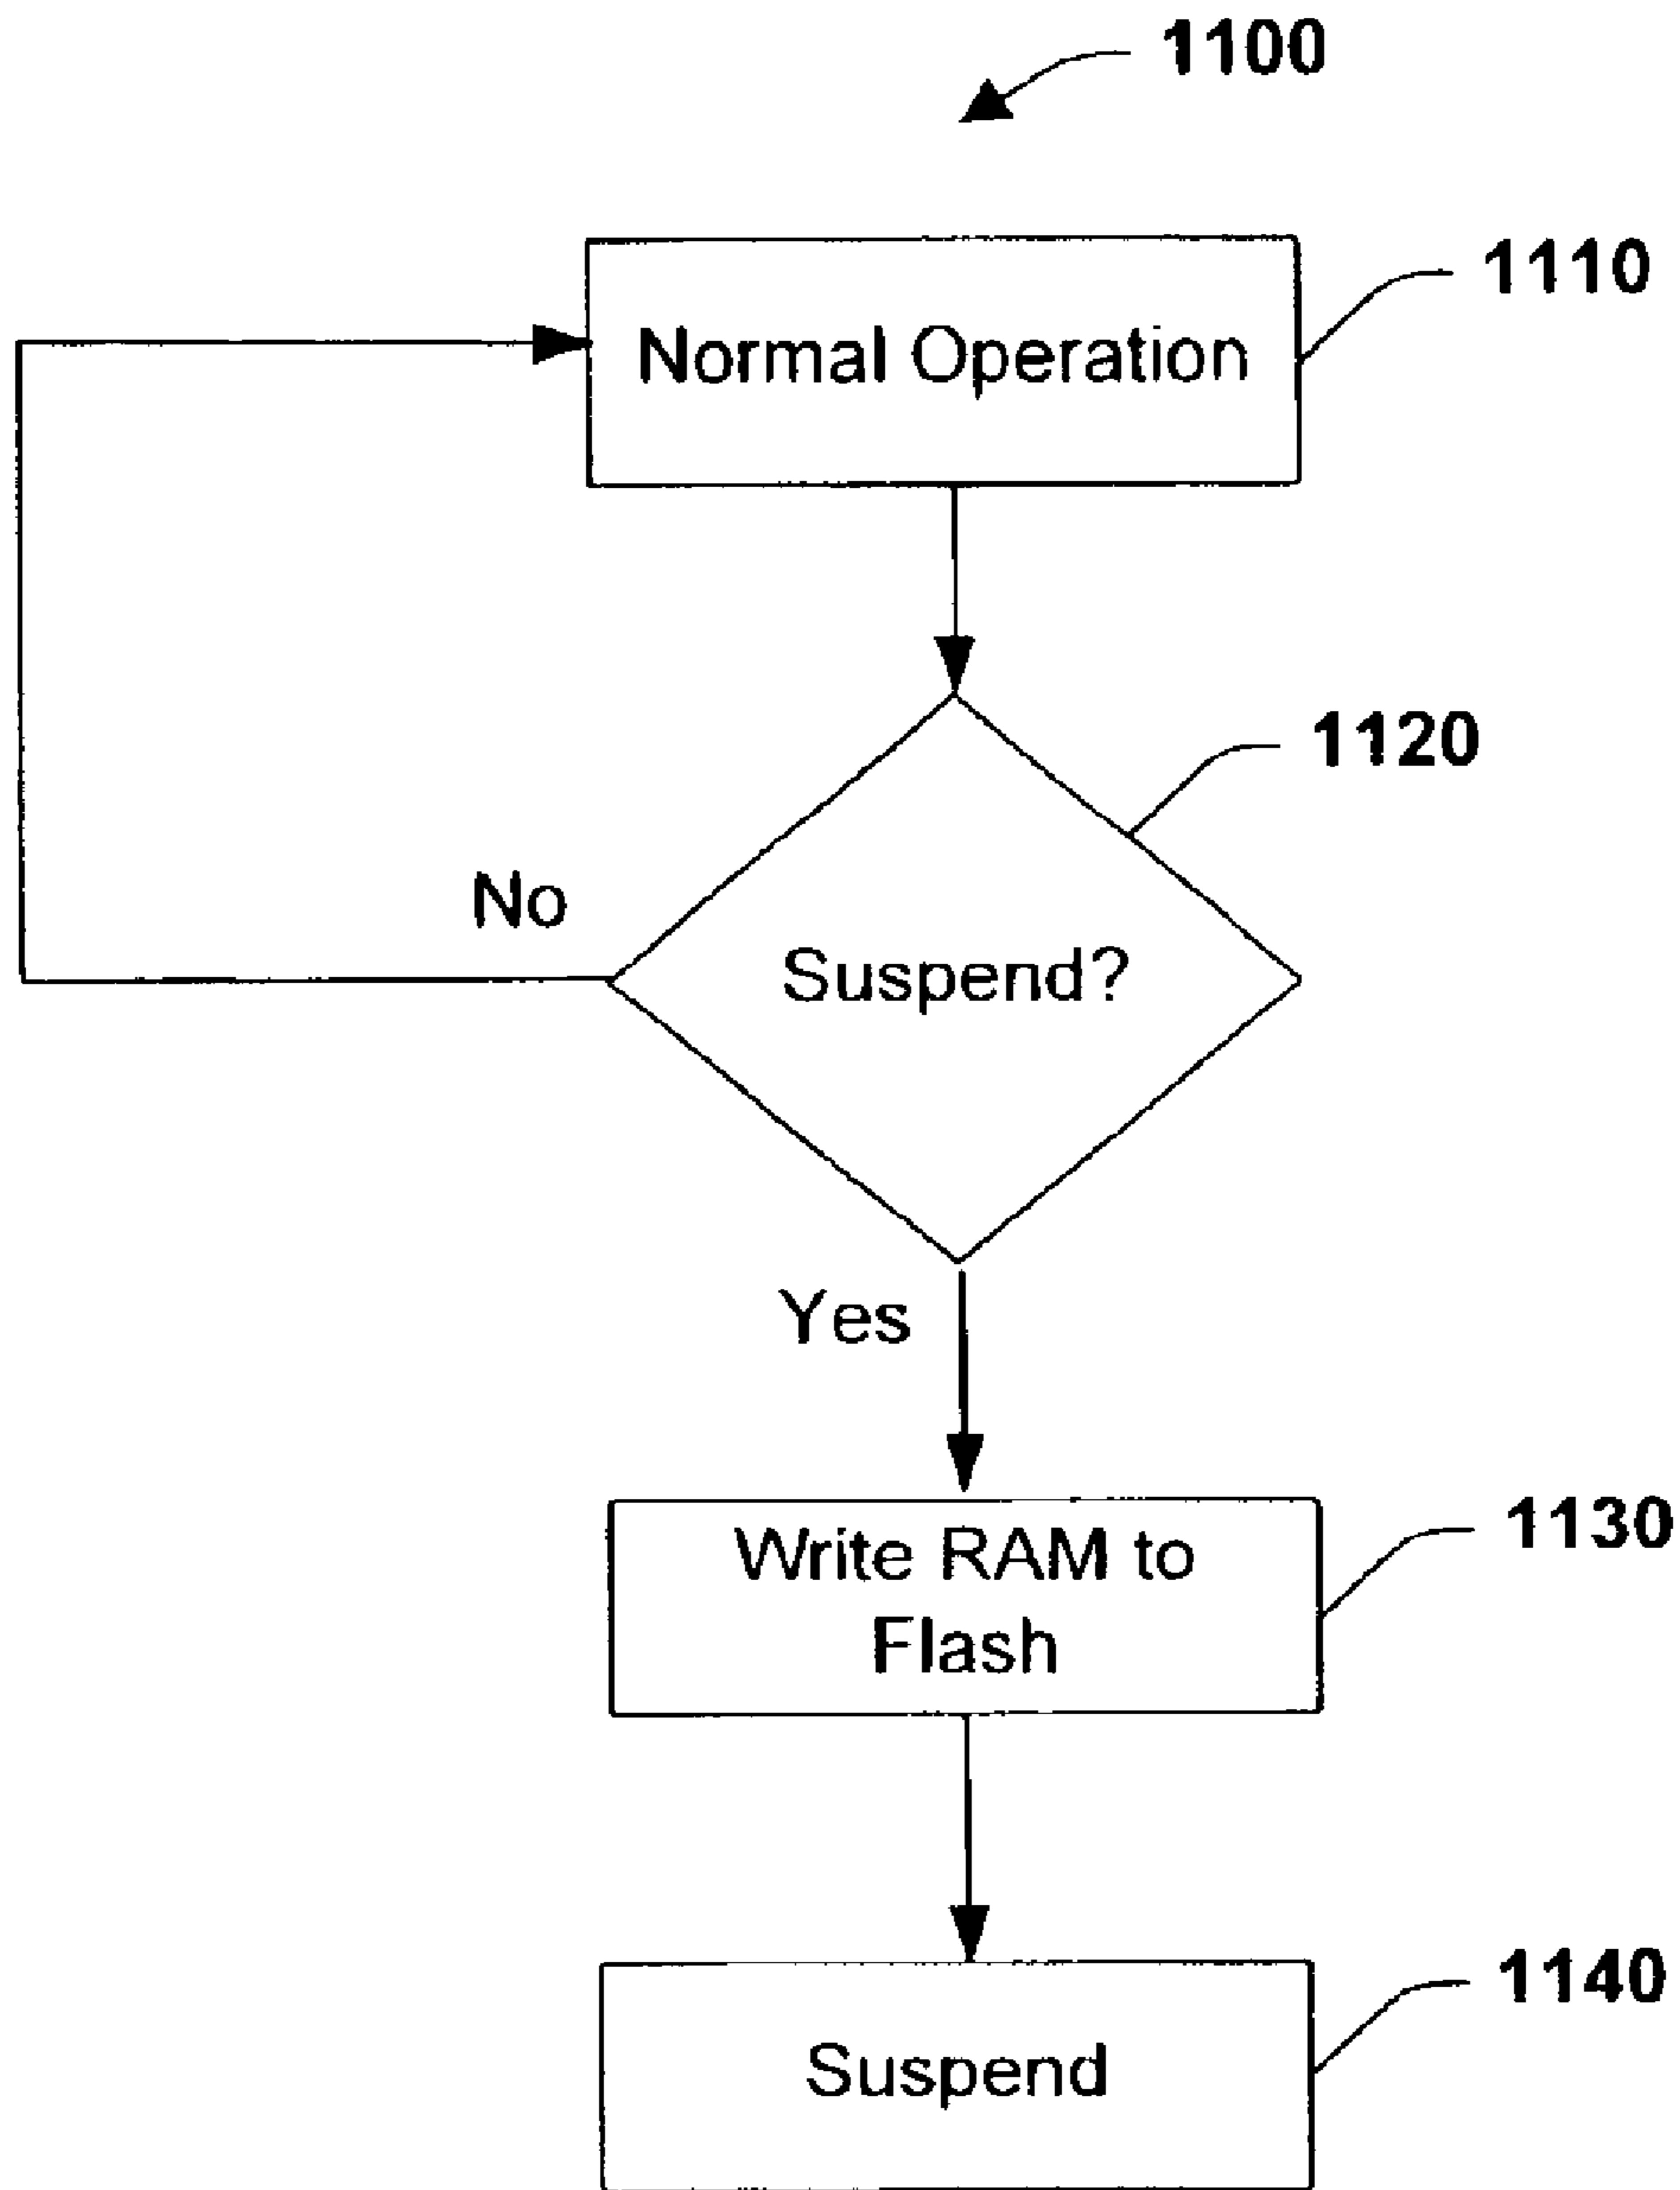 1100
Normal Operation
1110
1120
No
Suspend?
Yes
Write RAM to
Flash
1130
Suspend
1140